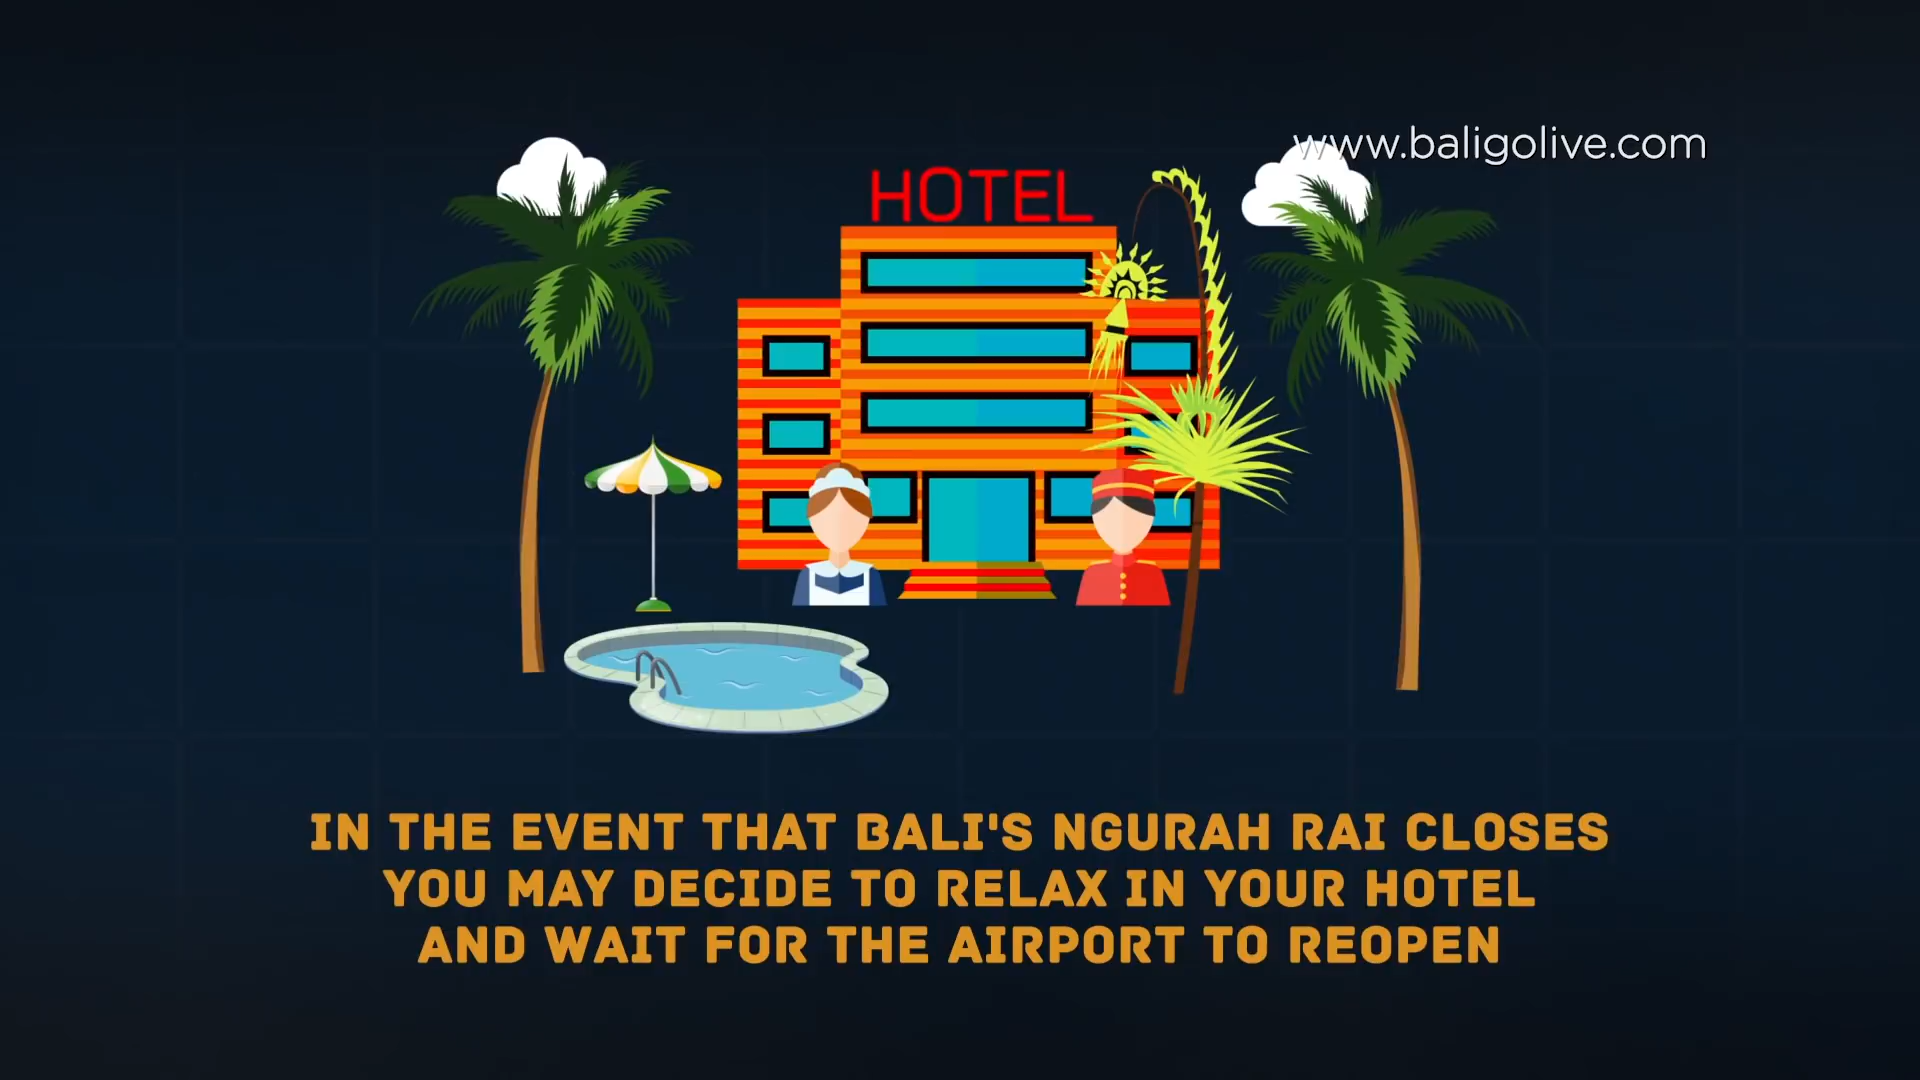 www.baligolive.com
HOTEL
IN THE EVENT THAT BALI'S NGURAH RAI CLOSES
YOU MAY DECIDE TO RELAX IN YOUR HOTEL
AND WAIT FOR THE AIRPORT TO REOPEN